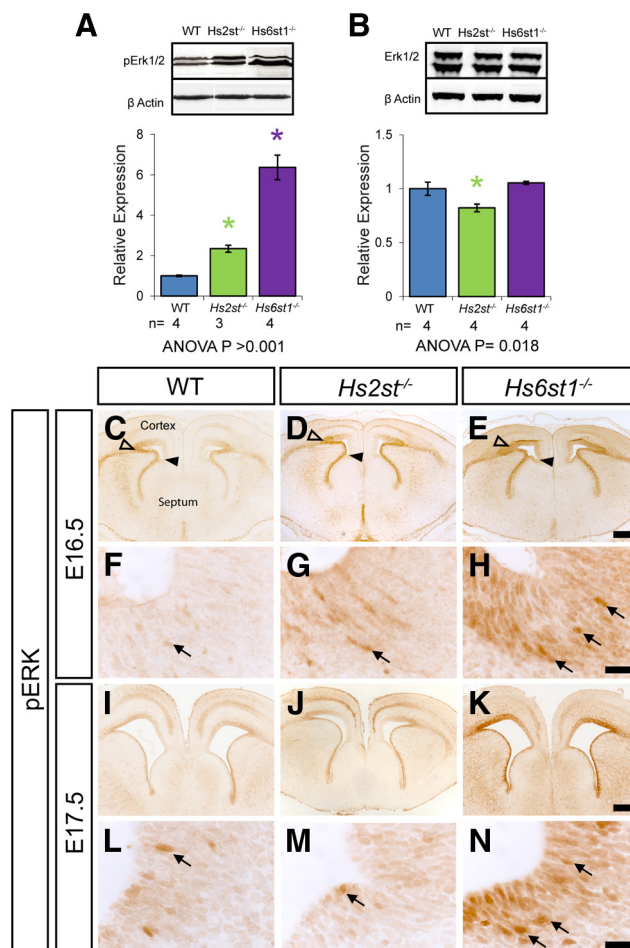 A
B
WT Hs2st-/- Hs6st1-/-
WT Hs2st-/- Hs6st1-/-
pErk1/2
Erk1/2
β Actin
β Actin
Relative Expression
8
6
4
2
0
*
*
WT Hs2st-/- Hs6st1-/-
n= 4 3 4
ANOVA P >0.001
Relative Expression
1.5
1
0.5
0
*
WT Hs2st-/- Hs6st1-/-
4 4 4
ANOVA P= 0.018
WT
Hs2st-/-
Hs6st1-/-
pERK
E16.5
C
Cortex
Septum
D
E
F
G
H
E17.5
I
J
K
L
M
N